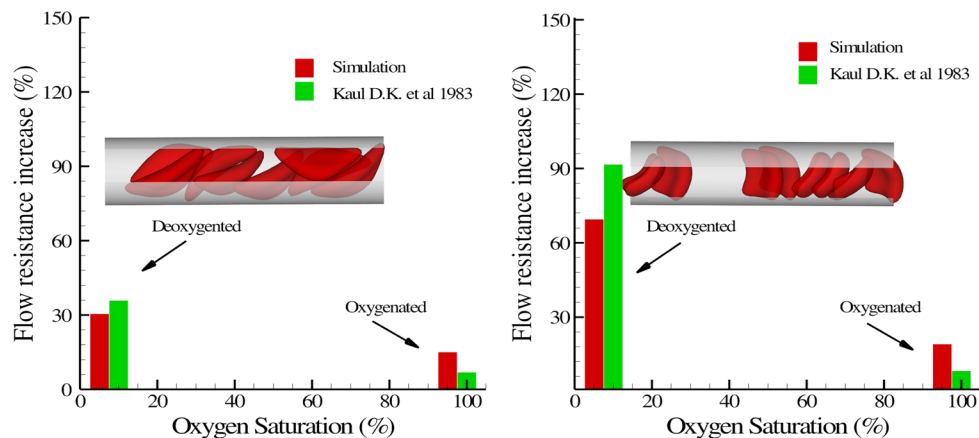 150
120
90
60
30
0
Flow resistance increase (%)
Simulation
Kaul D.K. et al 1983
Deoxygented
Oxygenated
0 20 40 60 80 100
Oxygen Saturation (%)
150
120
90
60
30
Flow resistance increase (%)
Simulation
Kaul D.K. et al 1983
Deoxygented
Oxygenated
0 20 40 60 80 100
Oxygen Saturation (%)